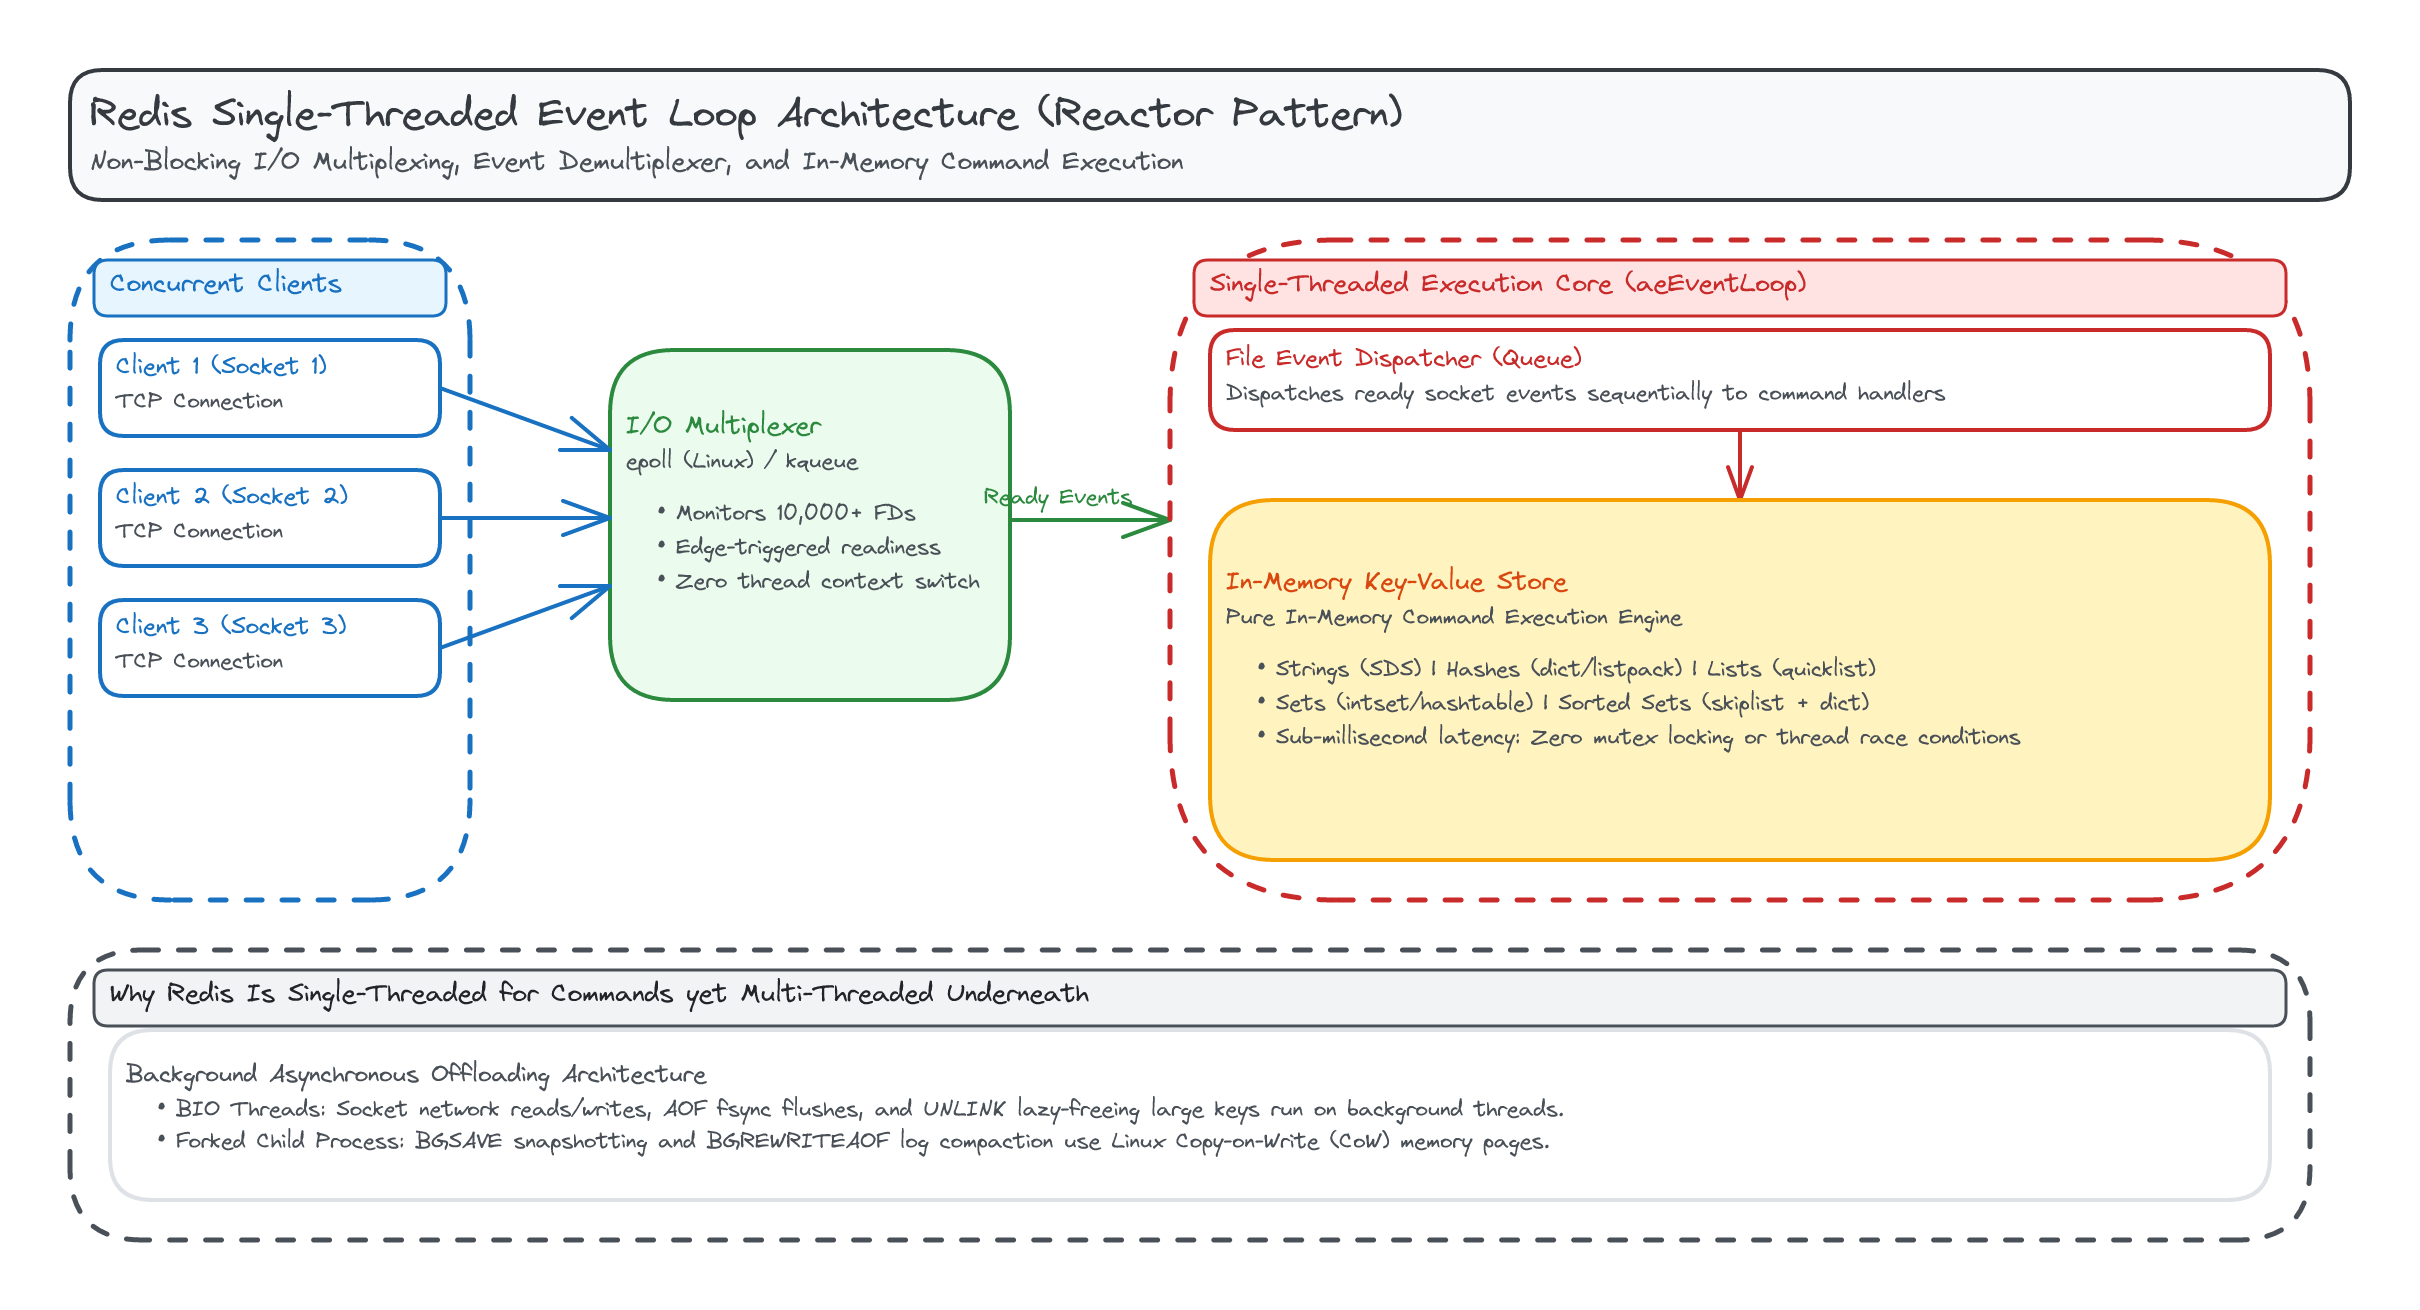 Redis Single-Threaded Event Loop Architecture (Reactor Pattern)
Non-Blocking I/O Multiplexing, Event Demultiplexer, and In-Memory Command Execution
Concurrent Clients
Client 1 (Socket 1)
TCP Connection
Client 2 (Socket 2)
TCP Connection
Client 3 (Socket 3)
TCP Connection
I/O Multiplexer
epoll (Linux) / kqueue
• Monitors 10,000+ FDs
• Edge-triggered readiness
• Zero thread context switch
Ready Events
Single-Threaded Execution Core (aeEventLoop)
File Event Dispatcher (Queue)
Dispatches ready socket events sequentially to command handlers
In-Memory Key-Value Store
Pure In-Memory Command Execution Engine
• Strings (SDS) | Hashes (dict/listpack) | Lists (quicklist)
• Sets (intset/hashtable) | Sorted Sets (skiplist + dict)
• Sub-millisecond latency: Zero mutex locking or thread race conditions
Why Redis Is Single-Threaded for Commands yet Multi-Threaded Underneath
Background Asynchronous Offloading Architecture
• BIO Threads: Socket network reads/writes, AOF fsync flushes, and UNLINK lazy-freeing large keys run on background threads.
• Forked Child Process: BGSAVE snapshotting and BGREWRITEAOF log compaction use Linux Copy-on-Write (CoW) memory pages.